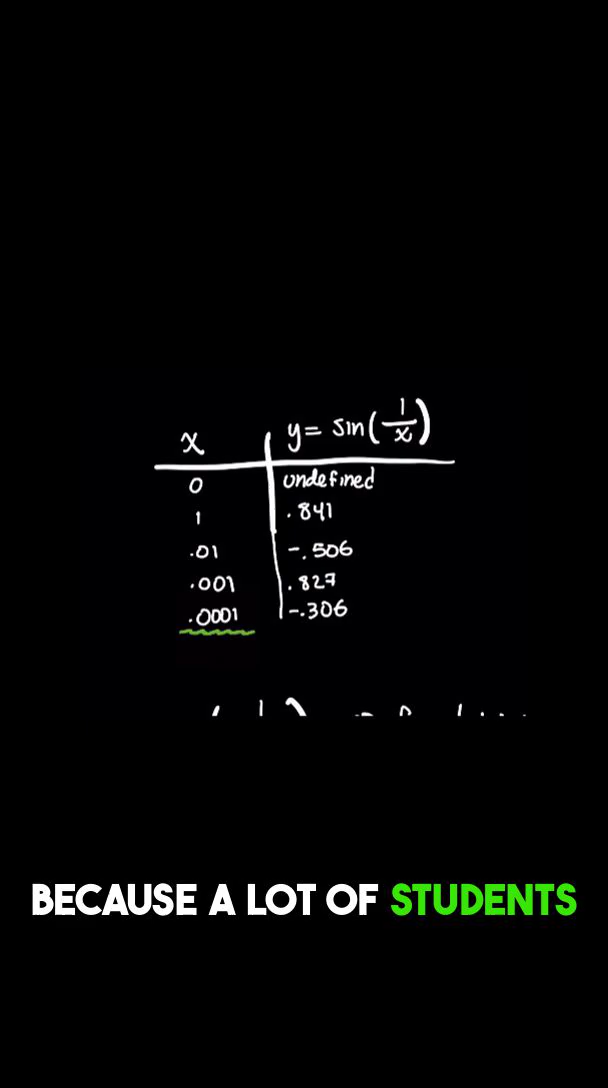 x y = sin(1/x)
0 undefined
1 .841
.01 -.506
.001 .827
.0001 -.306
BECAUSE A LOT OF STUDENTS